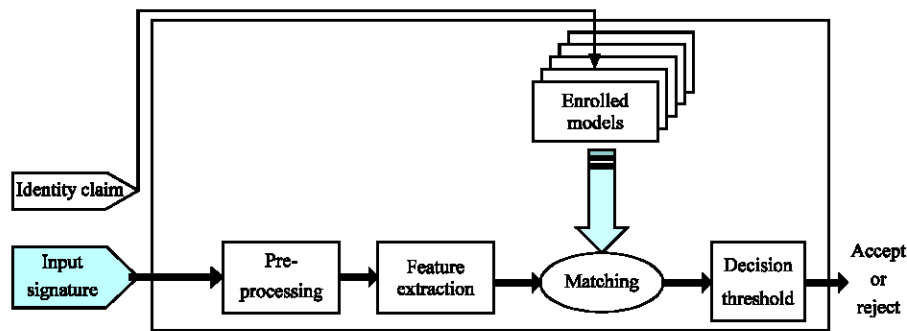 Enrolled
models
Identity claim
Input
signature
Pre-
processing
Feature
extraction
Matching
Decision
threshold
Accept
or
reject